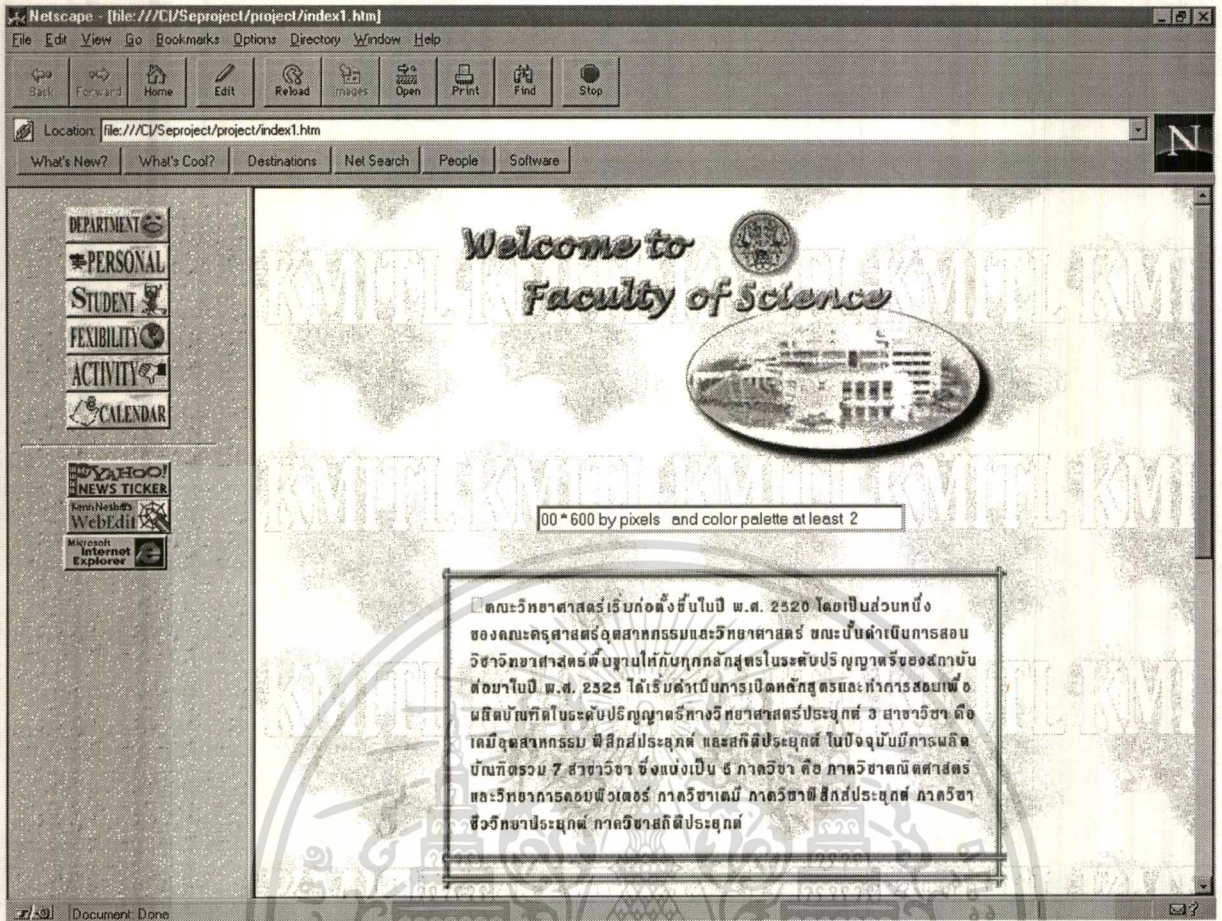 Netscape - [file:///C|/Seproject/project/index1.htm]
File Edit View Go Bookmarks Options Directory Window Help
Back Forward Home Edit Reload Images Open Print Find Stop
Location: file:///C|/Seproject/project/index1.htm
N
What's New? What's Cool? Destinations Net Search People Software
DEPARTMENT
PERSONAL
STUDENT
FEXIBILITY
ACTIVITY
CALENDAR
MY YAHOO!
NEWS TICKER
Kenn Nesbitt's
WebEdit
Microsoft
Internet
Explorer
Welcome to
Faculty of Science
KMITL KMITL KMITL
00 * 600 by pixels and color palette at least 2
คณะวิทยาศาสตร์เริ่มก่อตั้งขึ้นในปี พ.ศ. 2520 โดยเป็นส่วนหนึ่ง
ของคณะครุศาสตร์อุตสาหกรรมและวิทยาศาสตร์ ขณะนั้นดำเนินการสอน
วิชาวิทยาศาสตร์พื้นฐานให้กับทุกหลักสูตรในระดับปริญญาตรีของสถาบัน
ต่อมาในปี พ.ศ. 2525 ได้เริ่มดำเนินการเปิดหลักสูตรและทำการสอนเพื่อ
ผลิตบัณฑิตในระดับปริญญาตรีทางวิทยาศาสตร์ประยุกต์ 3 สาขาวิชา คือ
เคมีอุตสาหกรรม ฟิสิกส์ประยุกต์ และสถิติประยุกต์ ในปัจจุบันมีการผลิต
บัณฑิตรวม 7 สาขาวิชา ซึ่งแบ่งเป็น 5 ภาควิชา คือ ภาควิชาคณิตศาสตร์
และวิทยาการคอมพิวเตอร์ ภาควิชาเคมี ภาควิชาฟิสิกส์ประยุกต์ ภาควิชา
ชีววิทยาประยุกต์ ภาควิชาสถิติประยุกต์
Document: Done